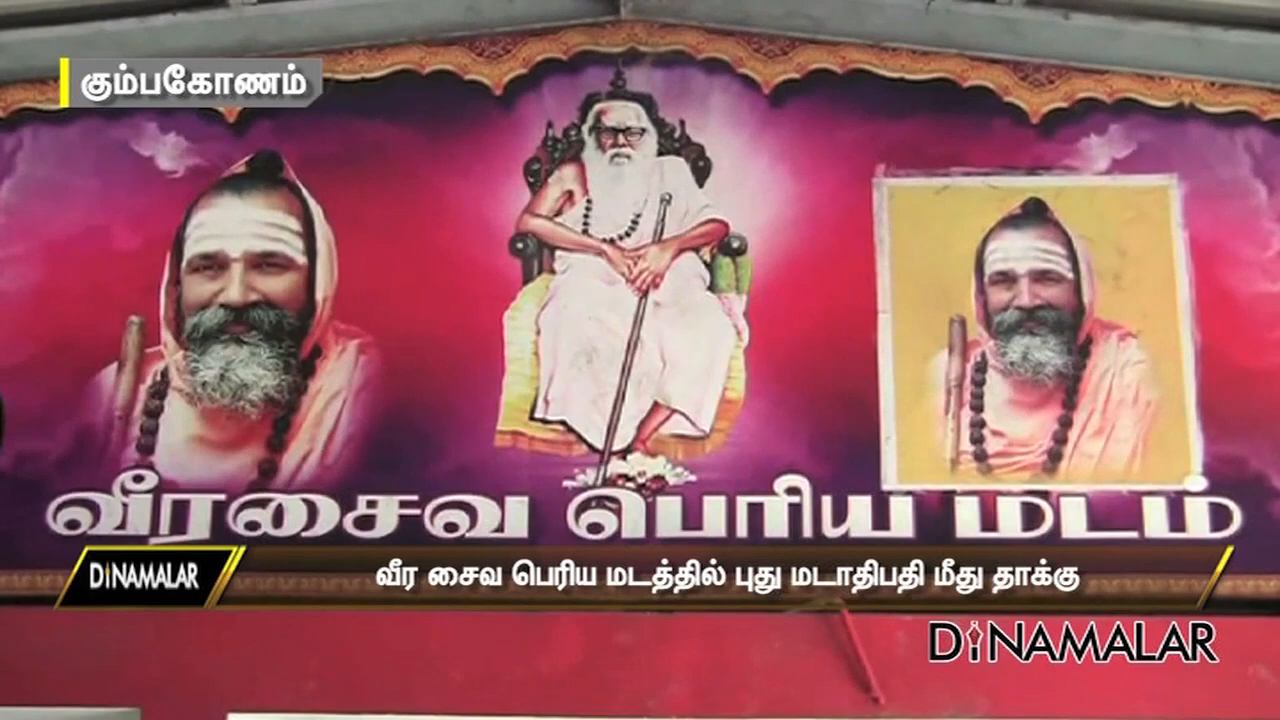 கும்பகோணம்
வீரசைவ பெரிய மடம்
DINAMALAR
வீர சைவ பெரிய மடத்தில் புது மடாதிபதி மீது தாக்கு
DINAMALAR